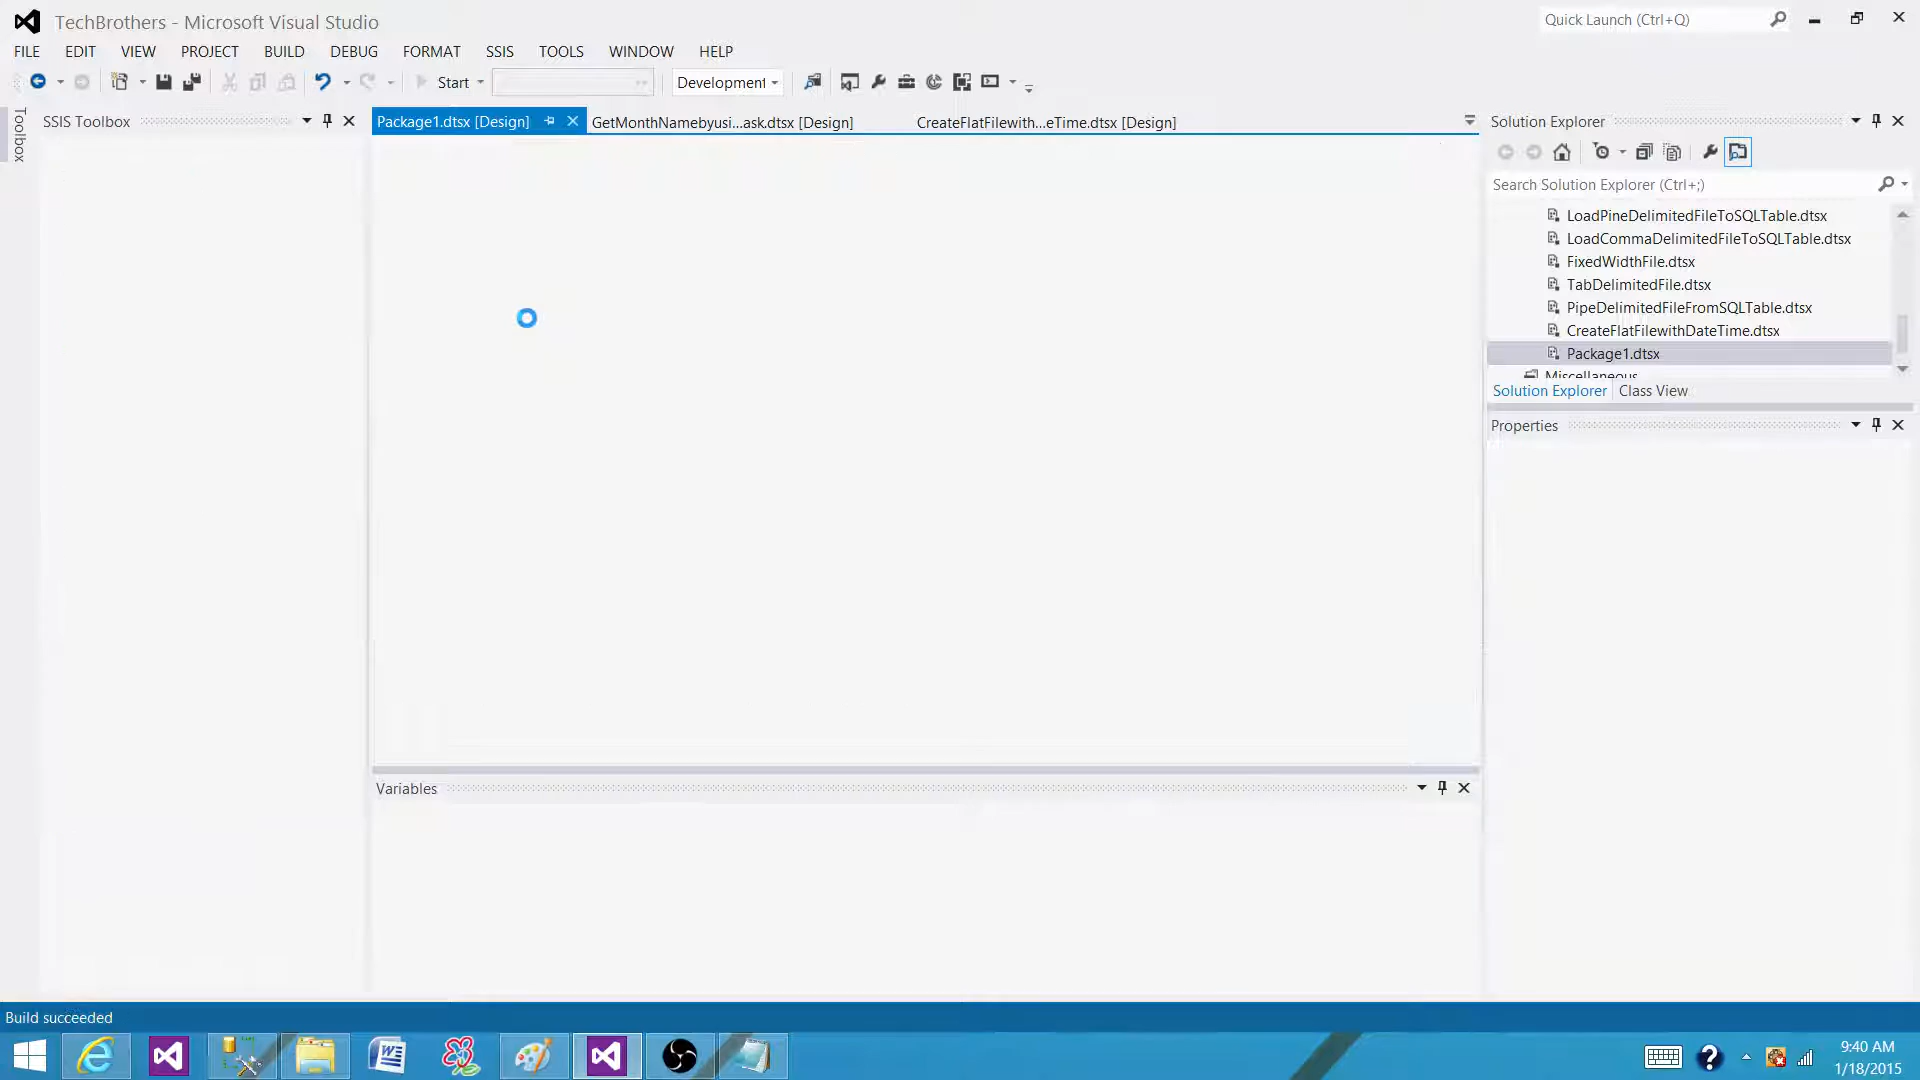 TechBrothers - Microsoft Visual Studio
Quick Launch (Ctrl+Q)
FILE EDIT VIEW PROJECT BUILD DEBUG FORMAT SSIS TOOLS WINDOW HELP
Start Development
Toolbox
SSIS Toolbox
Package1.dtsx [Design] GetMonthNamebyusi...ask.dtsx [Design] CreateFlatFilewith...eTime.dtsx [Design]
Solution Explorer
Search Solution Explorer (Ctrl+;)
LoadPineDelimitedFileToSQLTable.dtsx
LoadCommaDelimitedFileToSQLTable.dtsx
FixedWidthFile.dtsx
TabDelimitedFile.dtsx
PipeDelimitedFileFromSQLTable.dtsx
CreateFlatFilewithDateTime.dtsx
Package1.dtsx
Miscellaneous
Solution Explorer Class View
Properties
Variables
Build succeeded
9:40 AM
1/18/2015